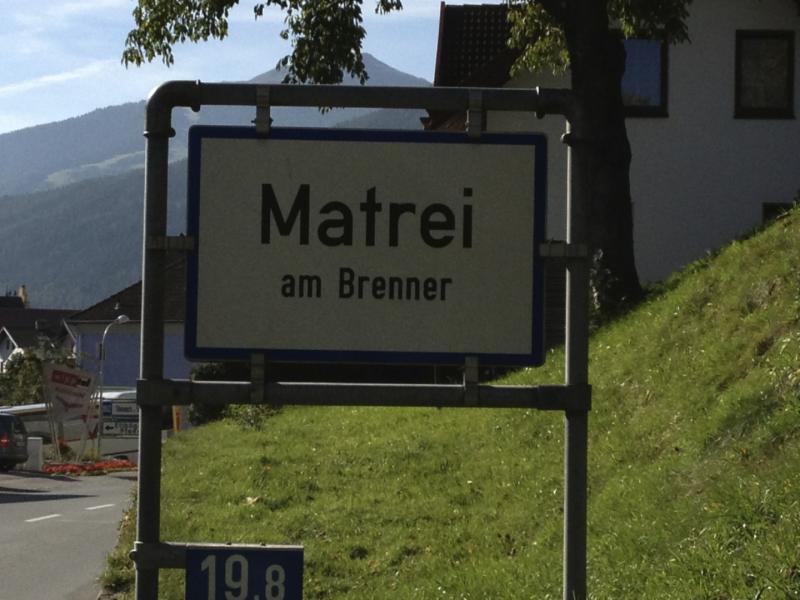 Matrei
am Brenner
19.8